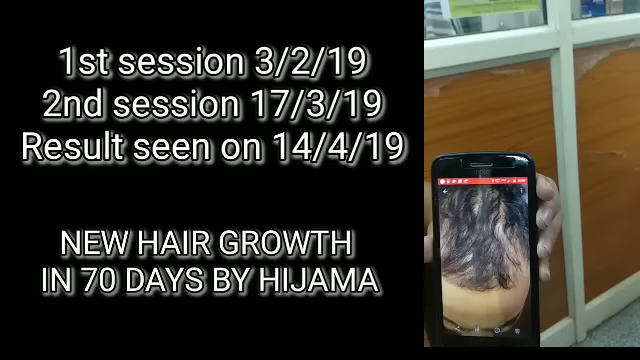 1st session 3/2/19
2nd session 17/3/19
Result seen on 14/4/19
NEW HAIR GROWTH
IN 70 DAYS BY HIJAMA
moto